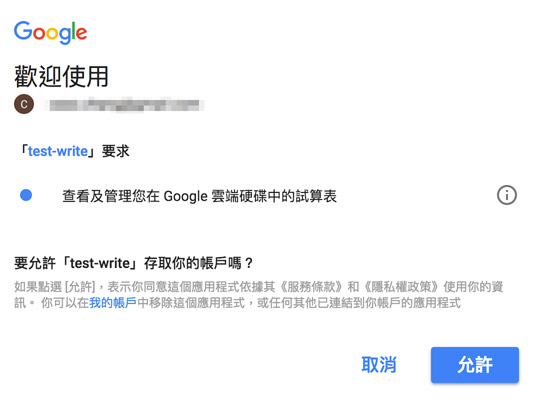 Google
歡迎使用
C
「test-write」要求
查看及管理您在 Google 雲端硬碟中的試算表
要允許「test-write」存取你的帳戶嗎？
如果點選 [允許]，表示你同意這個應用程式依據其《服務條款》和《隱私權政策》使用你的資
訊。 你可以在我的帳戶中移除這個應用程式，或任何其他已連結到你帳戶的應用程式
取消
允許